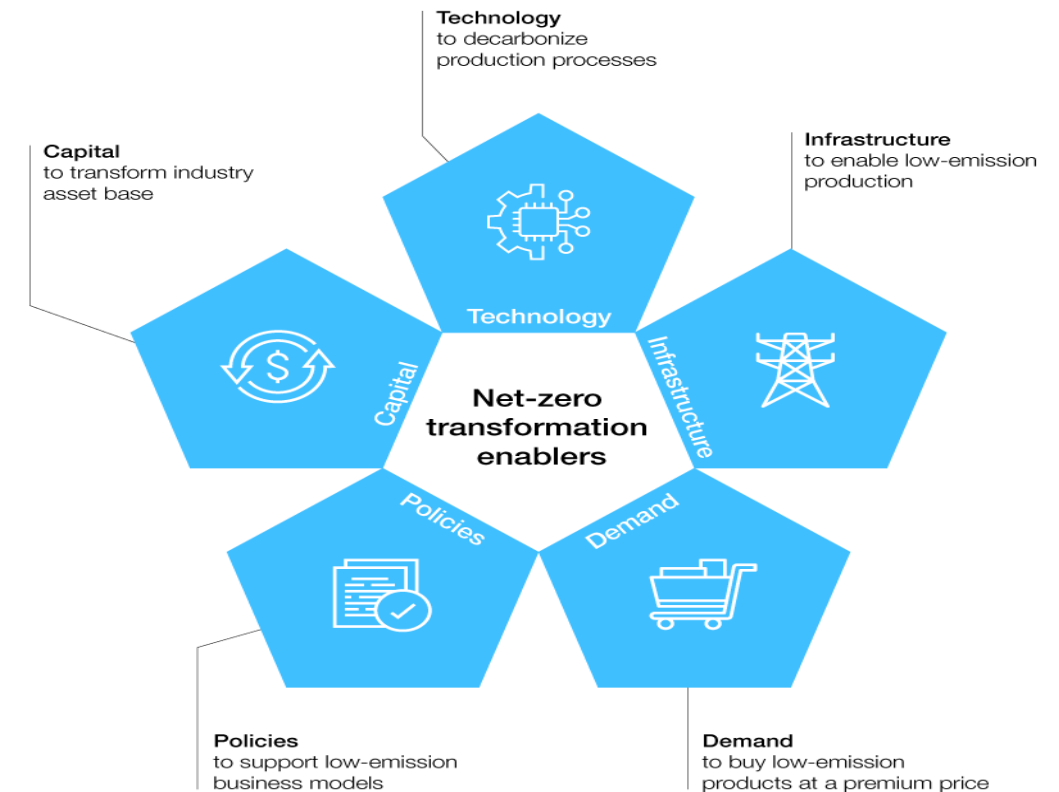 Technology
to decarbonize
production processes
Capital
to transform industry
asset base
Infrastructure
to enable low-emission
production
Technology
Capital
Infrastructure
Net-zero
transformation
enablers
Policies
Demand
$
Policies
to support low-emission
business models
Demand
to buy low-emission
products at a premium price